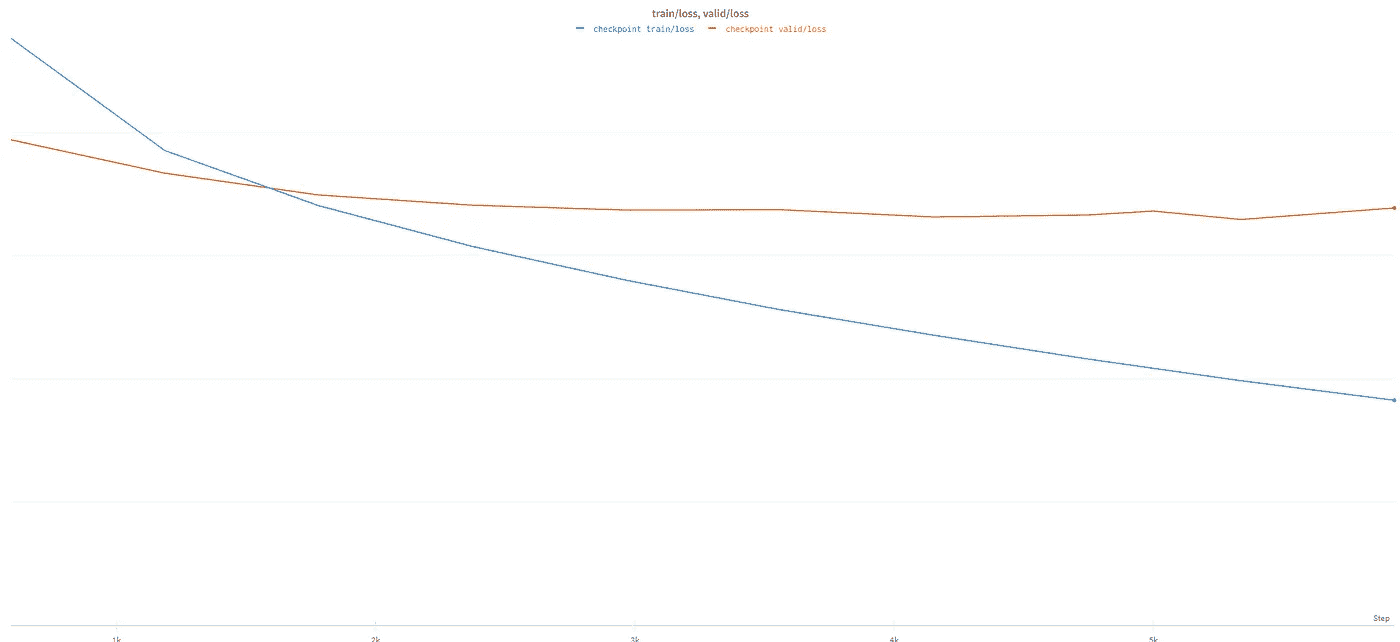 train/loss, valid/loss
checkpoint train/loss checkpoint valid/loss
Step
1k 2k 3k 4k 5k